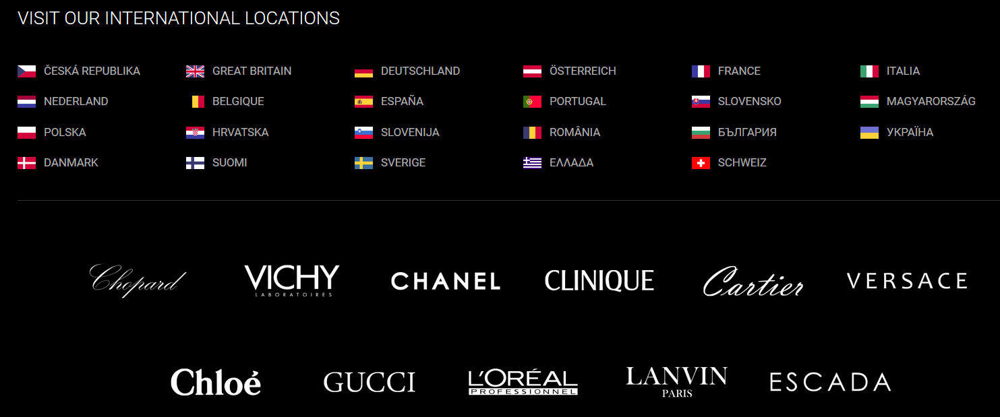 VISIT OUR INTERNATIONAL LOCATIONS
ČESKÁ REPUBLIKA GREAT BRITAIN DEUTSCHLAND ÖSTERREICH FRANCE ITALIA
NEDERLAND BELGIQUE ESPAÑA PORTUGAL SLOVENSKO MAGYARORSZÁG
POLSKA HRVATSKA SLOVENIJA ROMÂNIA БЪЛГАРИЯ УКРАЇНА
DANMARK SUOMI SVERIGE ΕΛΛΑΔΑ SCHWEIZ
Chopard VICHY CHANEL CLINIQUE Cartier VERSACE
LABORATOIRES
Chloé GUCCI L'ORÉAL LANVIN ESCADA
PROFESSIONNEL PARIS